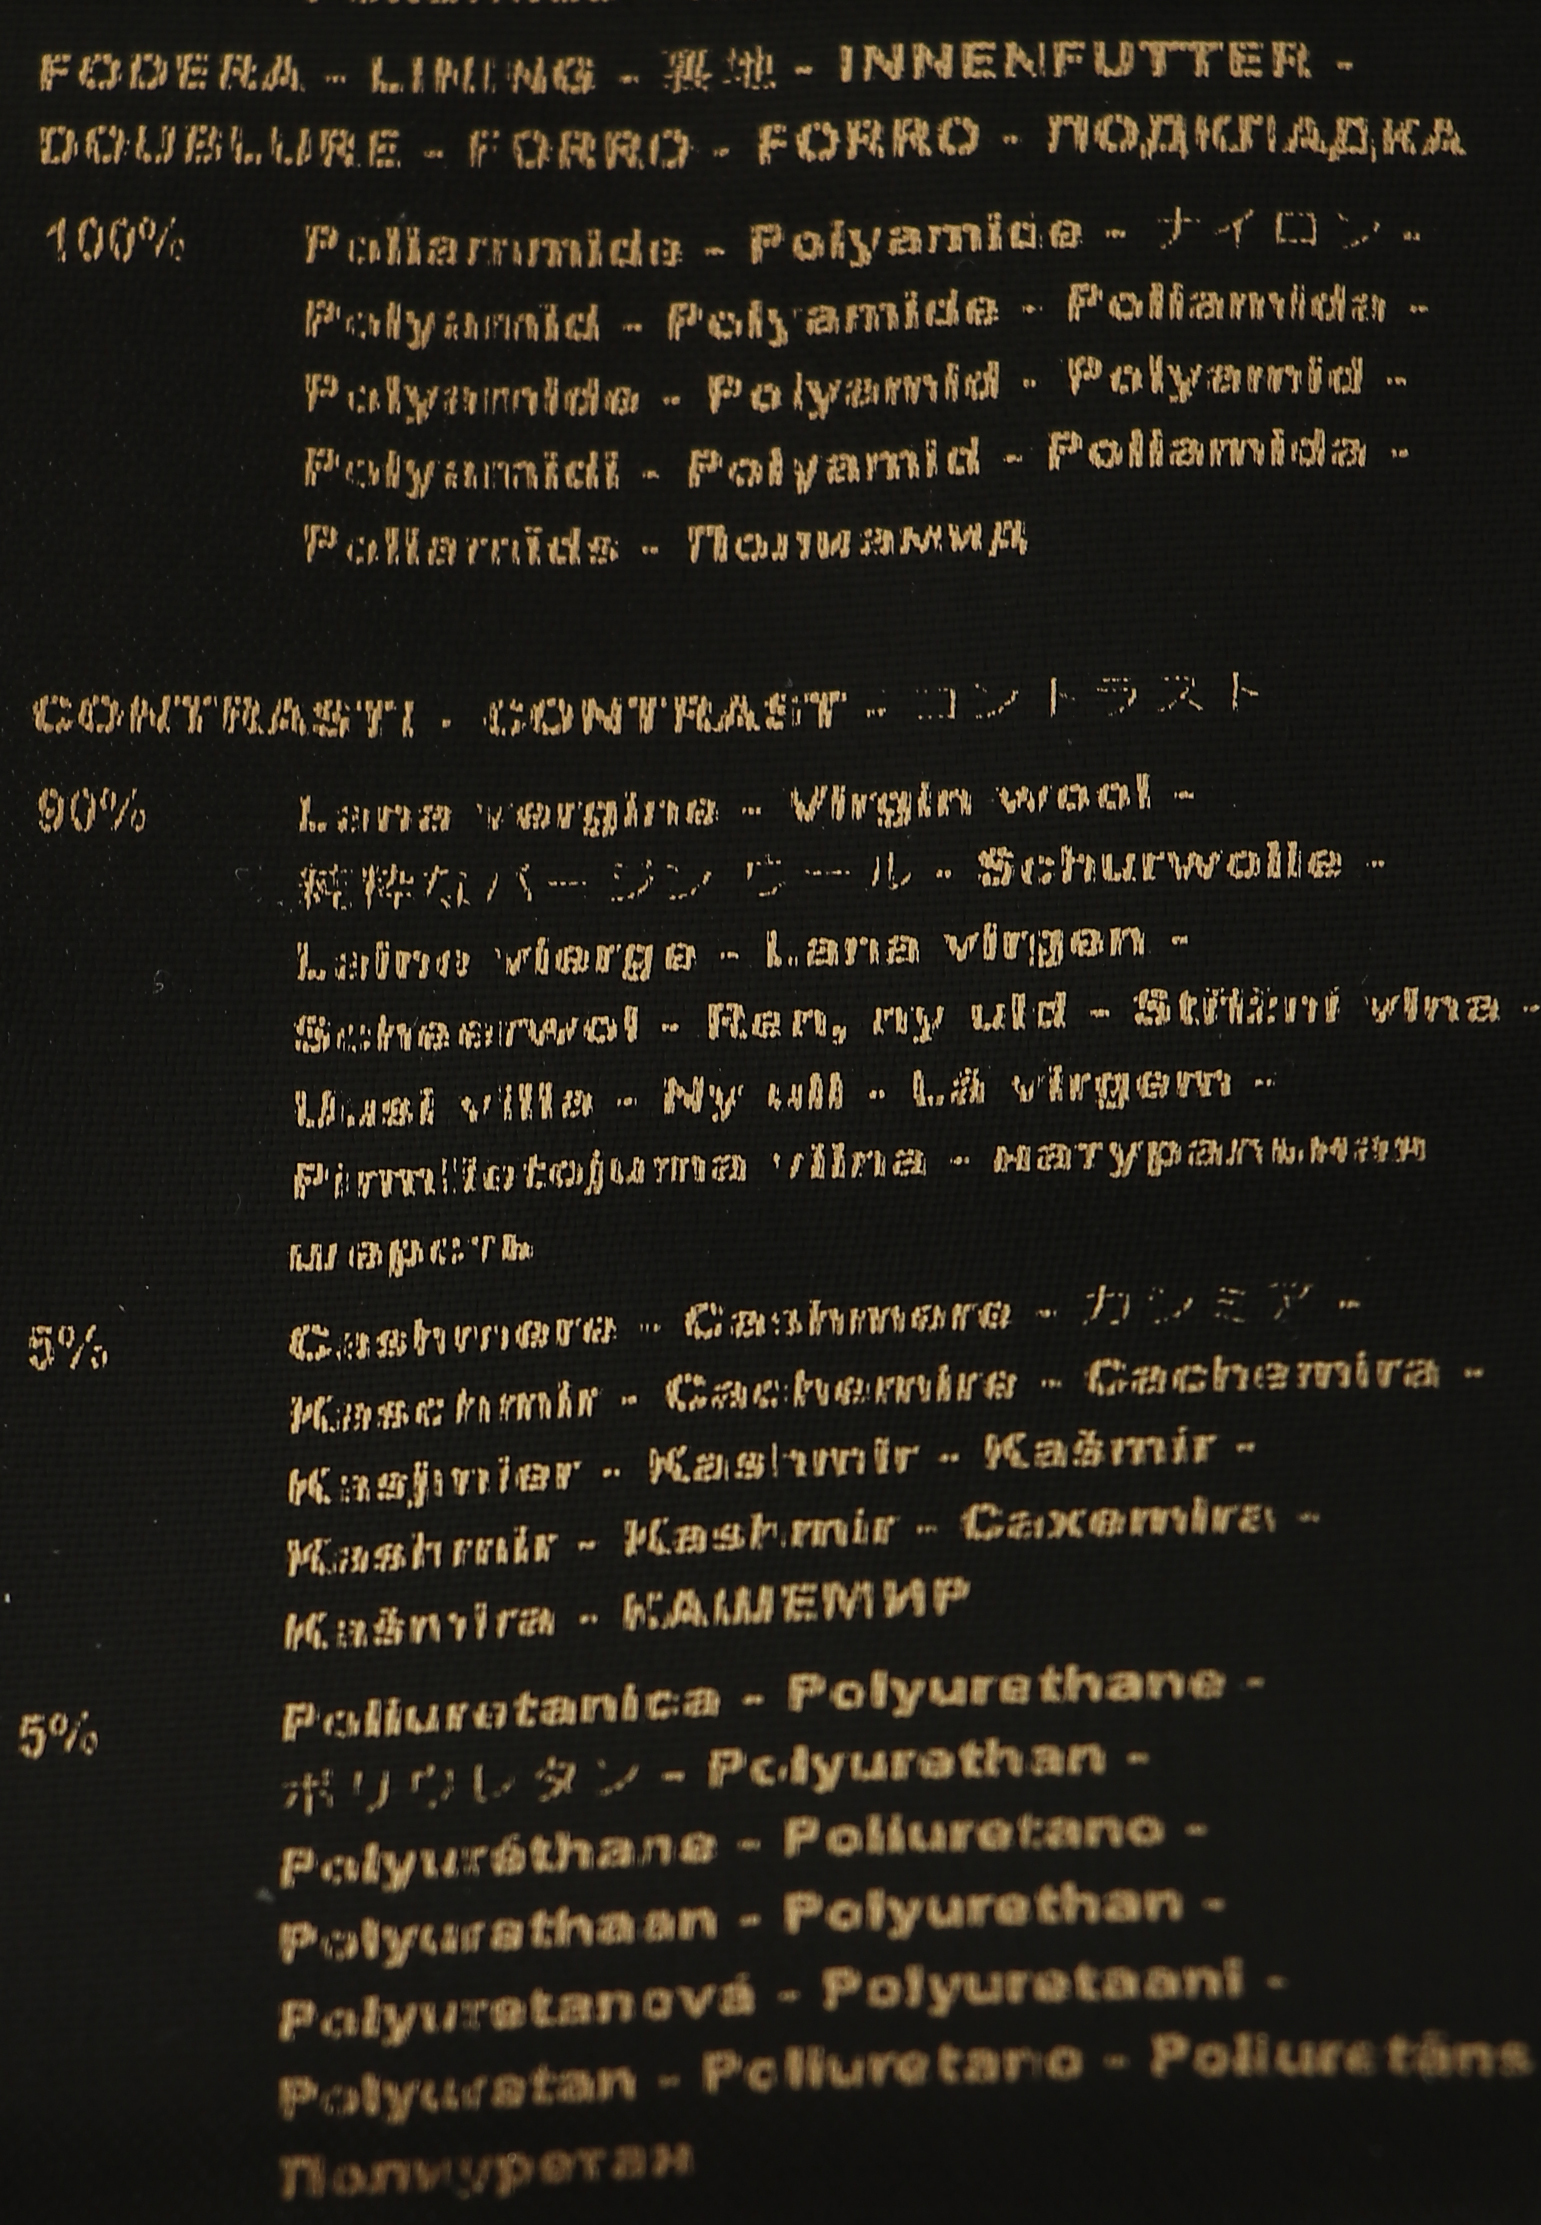 FODERA - LINING - 裏地 - INNENFUTTER -
DOUBLURE - FORRO - FORRO - ПОДКЛАДКА
100% Poliammide - Polyamide - ナイロン -
Polyamid - Polyamide - Poliamida -
Polyamide - Polyamid - Polyamid -
Polyamidi - Polyamid - Poliamida -
Poliamīds - Полиамид
CONTRASTI - CONTRAST - コントラスト
90% Lana vergine - Virgin wool -
純粋なバージン ウール - Schurwolle -
Laine vierge - Lana virgen -
Scheerwol - Ren, ny uld - Střižní vlna -
Uusi villa - Ny ull - Lã virgem -
Pirmlietojuma vilna - натуральная
шерсть
5% Cashmere - Cashmere - カシミア -
Kaschmir - Cachemire - Cachemira -
Kasjmier - Kashmir - Kašmír -
Kashmir - Kashmir - Caxemira -
Kašmira - КАШЕМИР
5% Poliuretanica - Polyurethane -
ポリウレタン - Polyurethan -
Polyuréthane - Poliuretano -
Polyurethaan - Polyurethan -
Polyuretanová - Polyuretaani -
Polyuretan - Poliuretano - Poliuretāns
Полиуретан